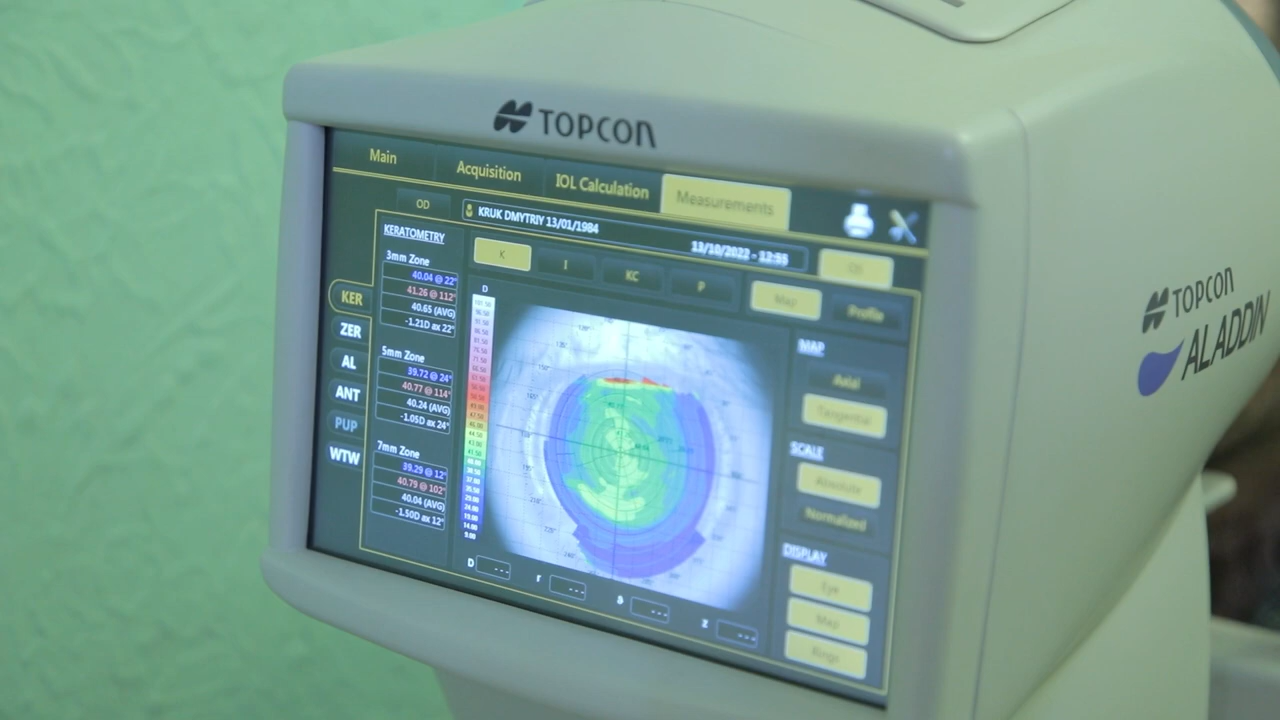 TOPCON
Main
Acquisition
IOL Calculation
Measurements
OD
KRUK DMYTRIY 13/01/1984
13/10/2022 - 12:55
KERATOMETRY
K
I
KC
P
Map
Profile
3mm Zone
40.04 @ 22°
41.26 @ 112°
40.65 (AVG)
-1.21D ax 22°
5mm Zone
39.72 @ 24°
40.77 @ 114°
40.24 (AVG)
-1.05D ax 24°
7mm Zone
39.29 @ 12°
40.79 @ 102°
40.04 (AVG)
-1.50D ax 12°
KER
ZER
AL
ANT
PUP
WTW
D
MAP
Axial
Tangential
SCALE
Absolute
Normalized
DISPLAY
Eye
Map
Rings
D ---
r ---
---
z ---
TOPCON
ALADDIN